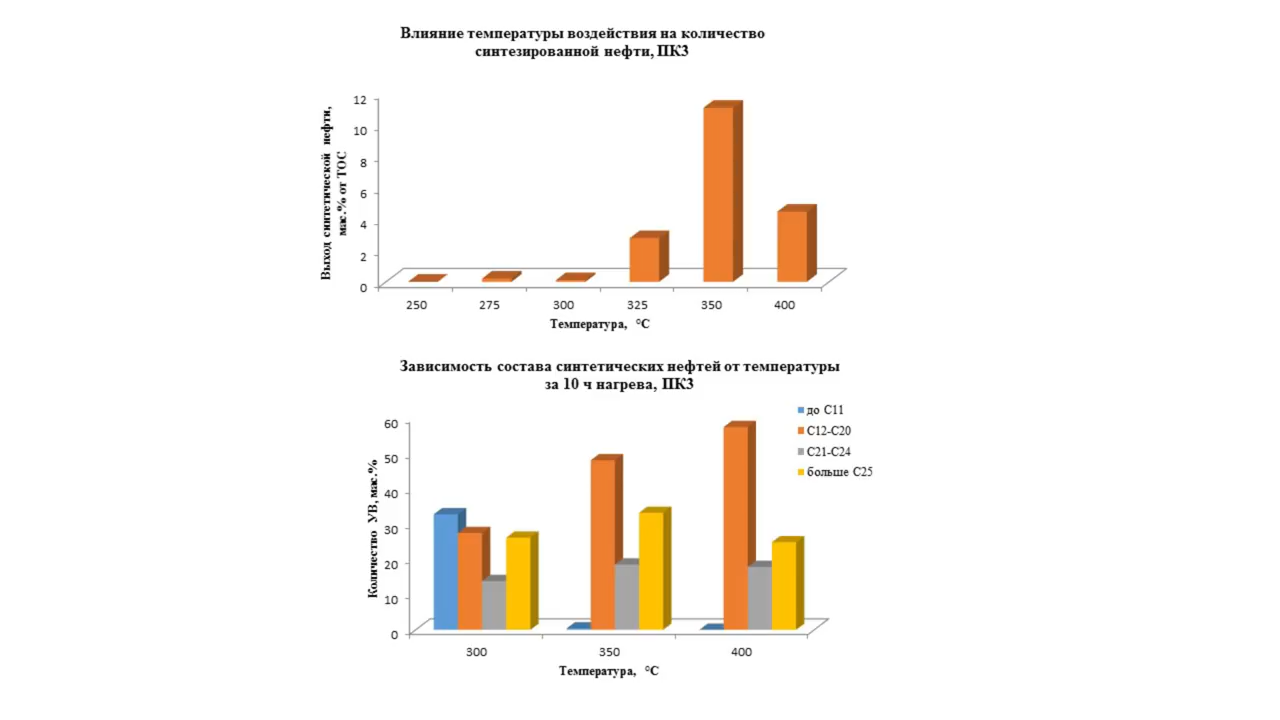 Влияние температуры воздействия на количество
синтезированной нефти, ПК3
Выход синтетической нефти,
мас.% от ТОС
12
10
8
6
4
2
0
250 275 300 325 350 400
Температура, °С
Зависимость состава синтетических нефтей от температуры
за 10 ч нагрева, ПК3
до С11
С12-С20
С21-С24
больше С25
Количество УВ, мас.%
60
50
40
30
20
10
0
300 350 400
Температура, °С